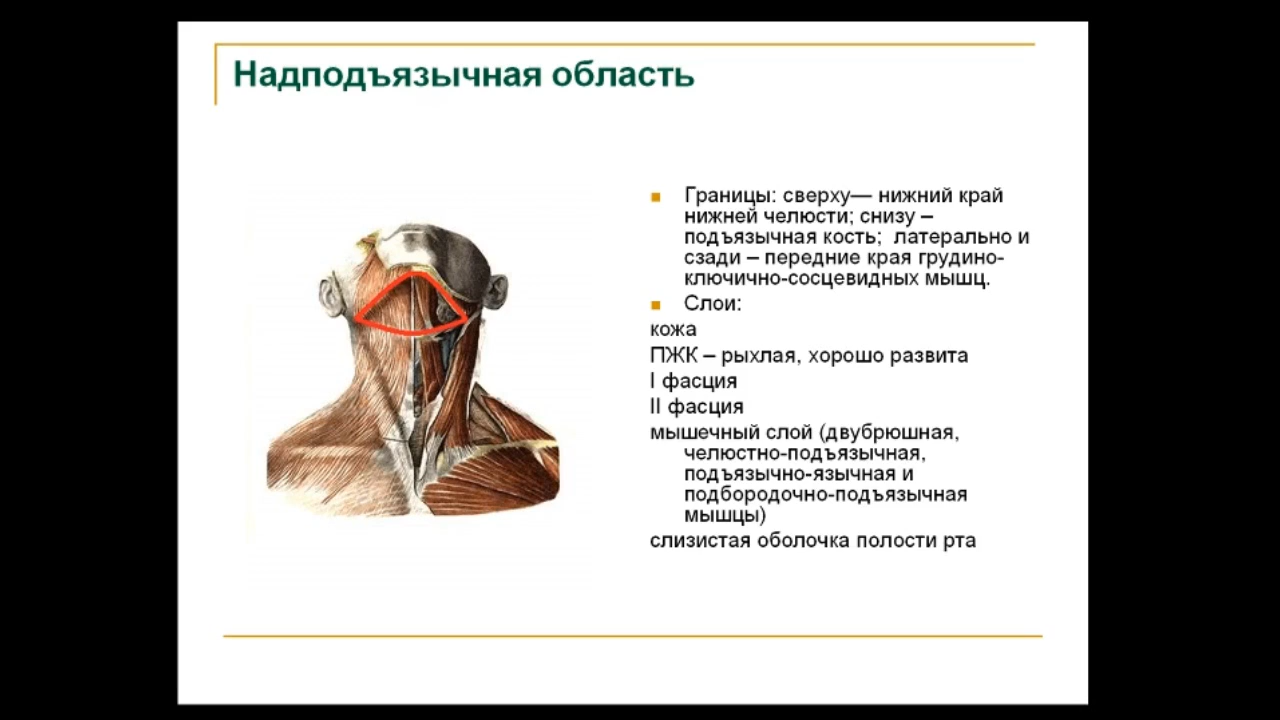 Надподъязычная область
Границы: сверху— нижний край
нижней челюсти; снизу –
подъязычная кость;  латерально и
сзади – передние края грудино-
ключично-сосцевидных мышц.
Слои:
кожа
ПЖК – рыхлая, хорошо развита
I фасция
II фасция
мышечный слой (двубрюшная,
челюстно-подъязычная,
подъязычно-язычная и
подбородочно-подъязычная
мышцы)
слизистая оболочка полости рта